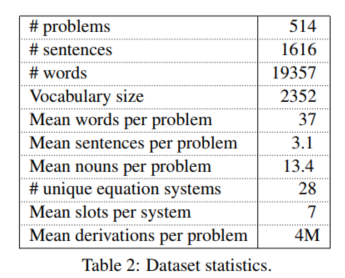 # problems 514
# sentences 1616
# words 19357
Vocabulary size 2352
Mean words per problem 37
Mean sentences per problem 3.1
Mean nouns per problem 13.4
# unique equation systems 28
Mean slots per system 7
Mean derivations per problem 4M
Table 2: Dataset statistics.